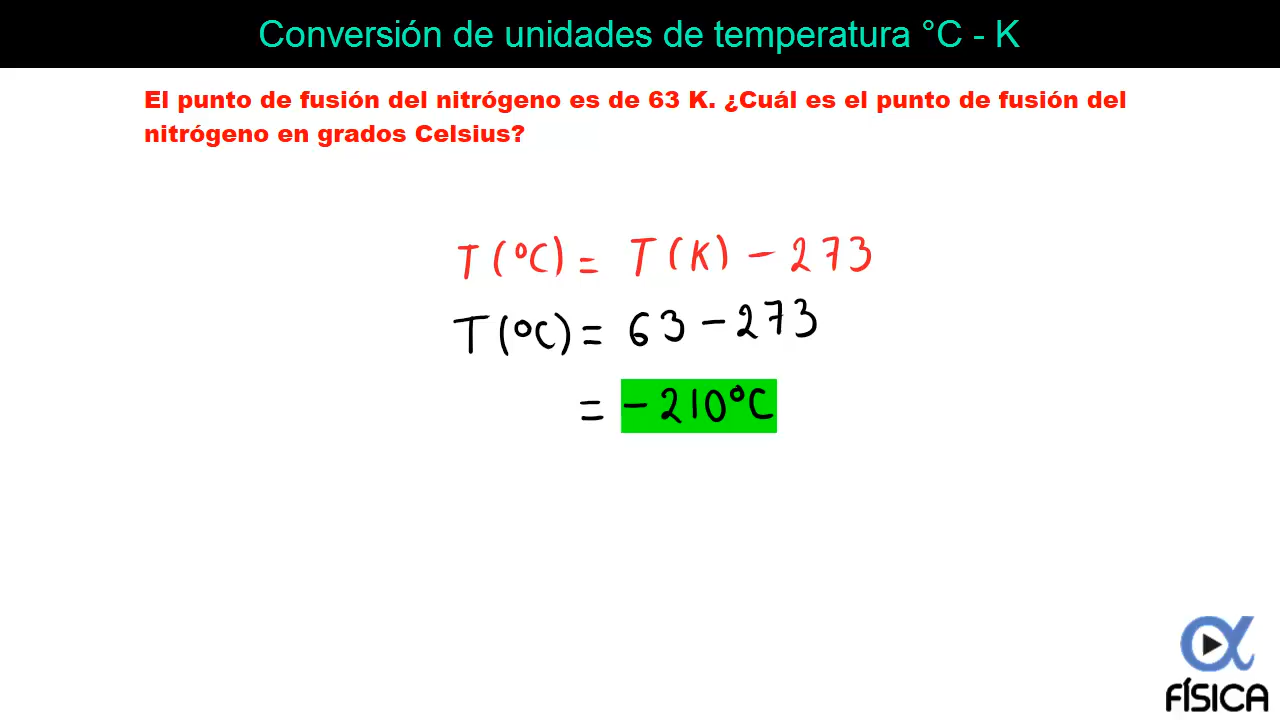 Conversión de unidades de temperatura °C - K
El punto de fusión del nitrógeno es de 63 K. ¿Cuál es el punto de fusión del
nitrógeno en grados Celsius?
T(°C) = T(K) - 273
T(°C) = 63 - 273
= -210°C
FÍSICA